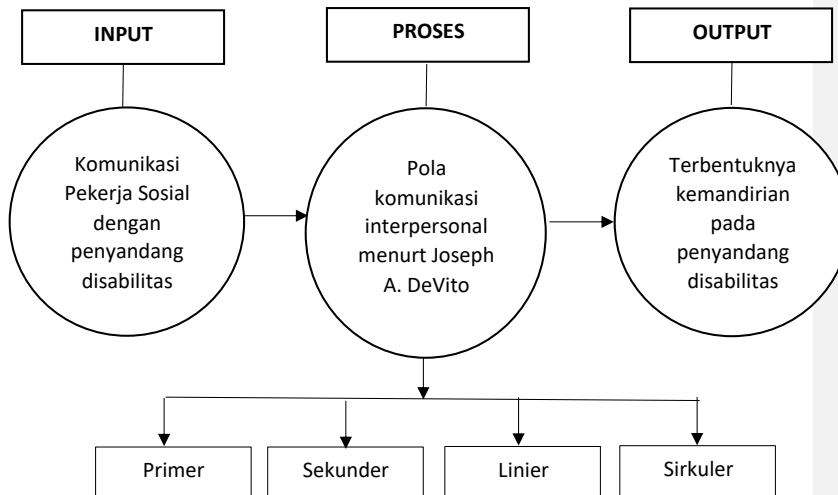 INPUT
PROSES
OUTPUT
Komunikasi
Pekerja Sosial
dengan
penyandang
disabilitas
Pola
komunikasi
interpersonal
menurt Joseph
A. DeVito
Terbentuknya
kemandirian
pada
penyandang
disabilitas
Primer
Sekunder
Linier
Sirkuler